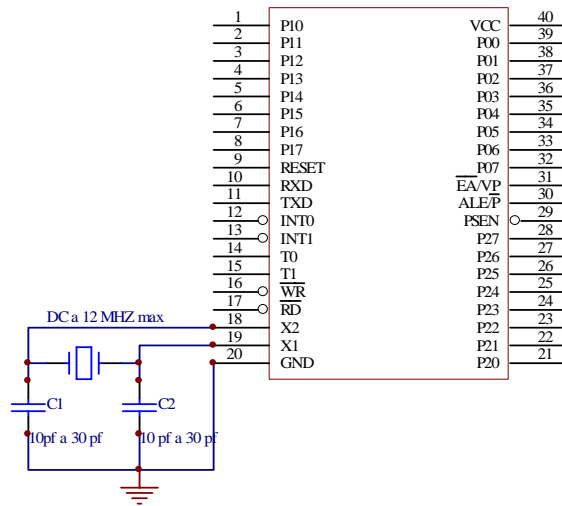 1 P10 VCC 40
2 P11 P00 39
3 P12 P01 38
4 P13 P02 37
5 P14 P03 36
6 P15 P04 35
7 P16 P05 34
8 P17 P06 33
9 RESET P07 32
10 RXD EA/VP 31
11 TXD ALE/P 30
12 INT0 PSEN 29
13 INT1 P27 28
14 T0 P26 27
15 T1 P25 26
16 WR P24 25
17 RD P23 24
18 X2 P22 23
19 X1 P21 22
20 GND P20 21
DC a 12 MHZ max
C1 C2
10pf a 30 pf 10 pf a 30 pf